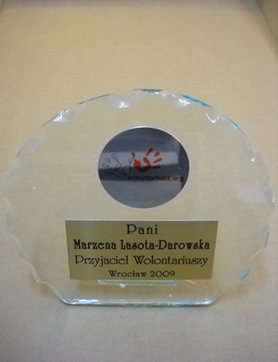 Pani
Marzena Lasota-Darowska
Przyjaciel Wolontariuszy
Wrocław 2009